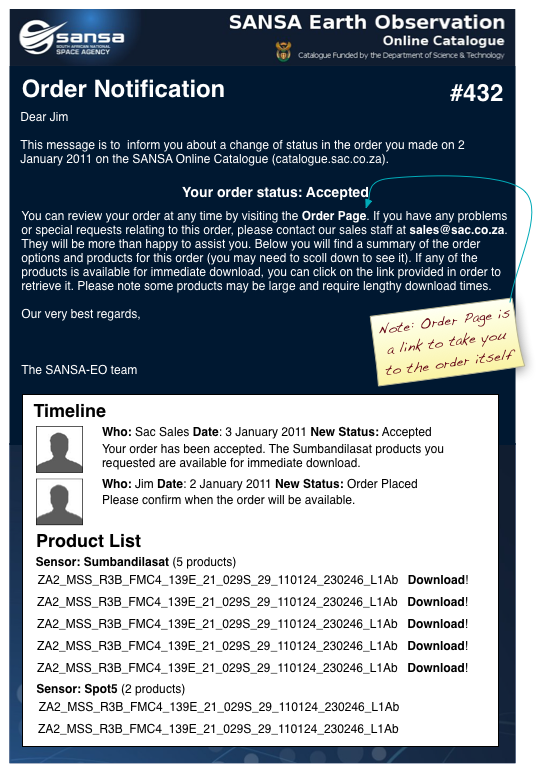 sansa
SOUTH AFRICAN NATIONAL
SPACE AGENCY
SANSA Earth Observation
Online Catalogue
Catalogue Funded by the Department of Science & Technology
Order Notification
#432
Dear Jim
This message is to  inform you about a change of status in the order you made on 2
January 2011 on the SANSA Online Catalogue (catalogue.sac.co.za).
Your order status: Accepted
You can review your order at any time by visiting the Order Page. If you have any problems
or special requests relating to this order, please contact our sales staff at sales@sac.co.za.
They will be more than happy to assist you. Below you will find a summary of the order
options and products for this order (you may need to scoll down to see it). If any of the
products is available for immediate download, you can click on the link provided in order to
retrieve it. Please note some products may be large and require lengthy download times.
Our very best regards,
Note: Order Page is
a link to take you
to the order itself
The SANSA-EO team
Timeline
Who: Sac Sales Date: 3 January 2011 New Status: Accepted
Your order has been accepted. The Sumbandilasat products you
requested are available for immediate download.
Who: Jim Date: 2 January 2011 New Status: Order Placed
Please confirm when the order will be available.
Product List
Sensor: Sumbandilasat (5 products)
ZA2_MSS_R3B_FMC4_139E_21_029S_29_110124_230246_L1Ab Download!
ZA2_MSS_R3B_FMC4_139E_21_029S_29_110124_230246_L1Ab Download!
ZA2_MSS_R3B_FMC4_139E_21_029S_29_110124_230246_L1Ab Download!
ZA2_MSS_R3B_FMC4_139E_21_029S_29_110124_230246_L1Ab Download!
ZA2_MSS_R3B_FMC4_139E_21_029S_29_110124_230246_L1Ab Download!
Sensor: Spot5 (2 products)
ZA2_MSS_R3B_FMC4_139E_21_029S_29_110124_230246_L1Ab
ZA2_MSS_R3B_FMC4_139E_21_029S_29_110124_230246_L1Ab